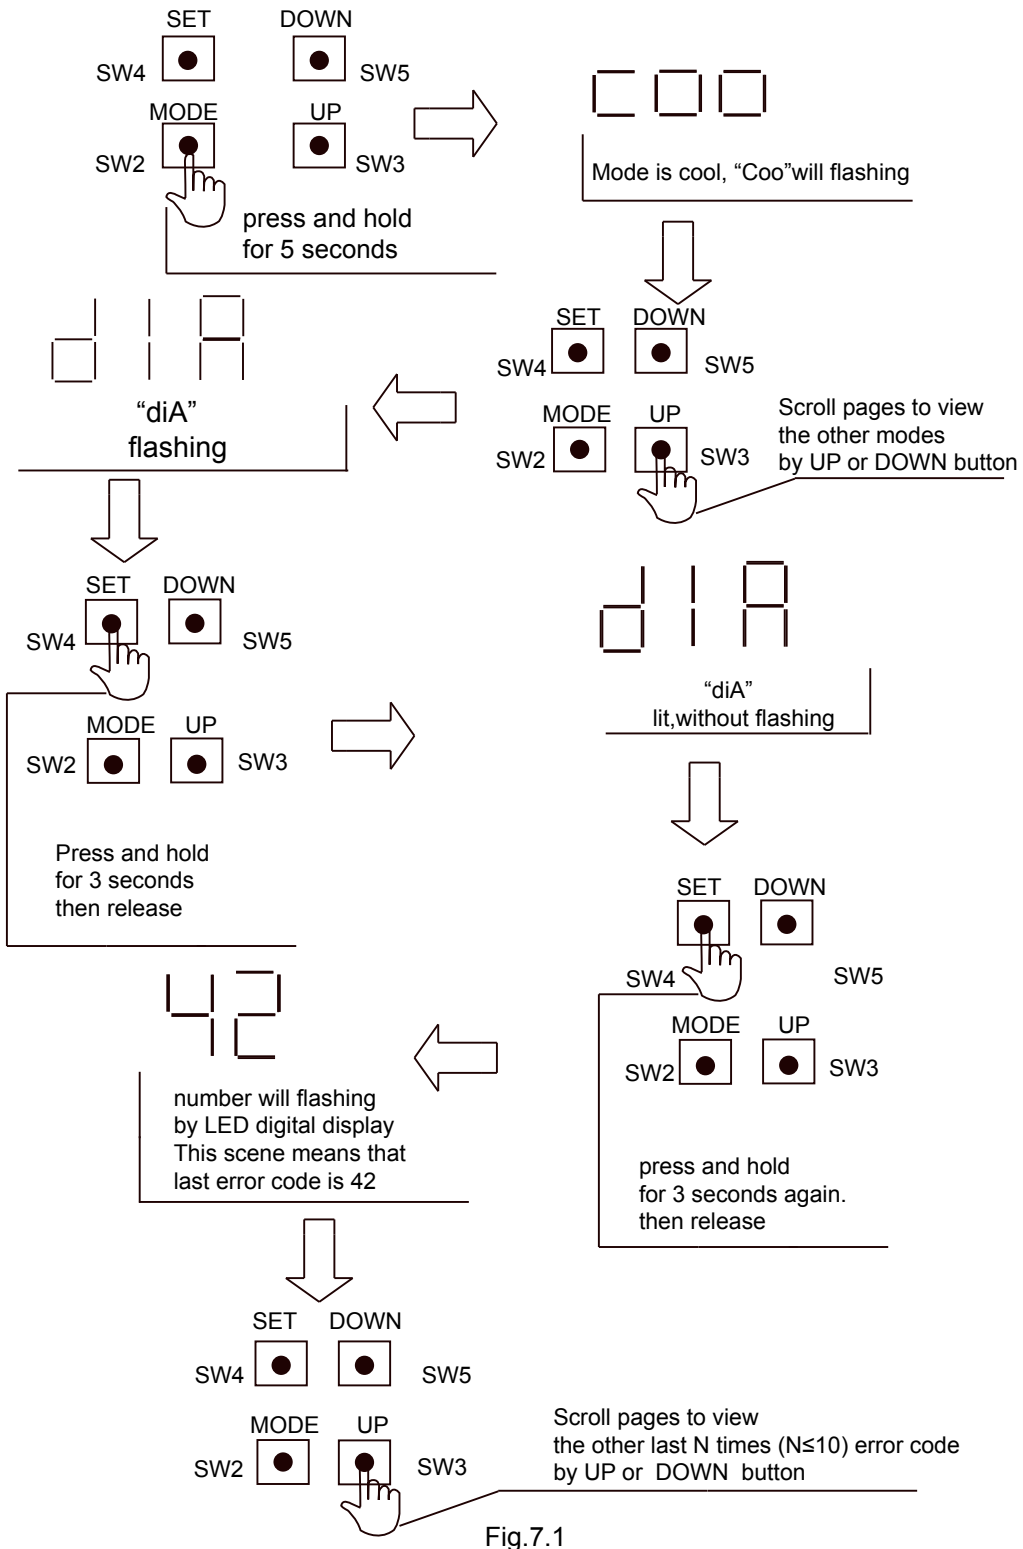 SET DOWN
SW4 SW5
MODE UP
SW2 SW3
press and hold
for 5 seconds
Coo
Mode is cool, “Coo”will flashing
SET DOWN
SW4 SW5
MODE UP
SW2 SW3
Scroll pages to view
the other modes
by UP or DOWN button
diA
“diA”
flashing
SET DOWN
SW4 SW5
MODE UP
SW2 SW3
Press and hold
for 3 seconds
then release
diA
“diA”
lit,without flashing
SET DOWN
SW4 SW5
MODE UP
SW2 SW3
press and hold
for 3 seconds again.
then release
42
number will flashing
by LED digital display
This scene means that
last error code is 42
SET DOWN
SW4 SW5
MODE UP
SW2 SW3
Scroll pages to view
the other last N times (N≤10) error code
by UP or DOWN button
Fig.7.1